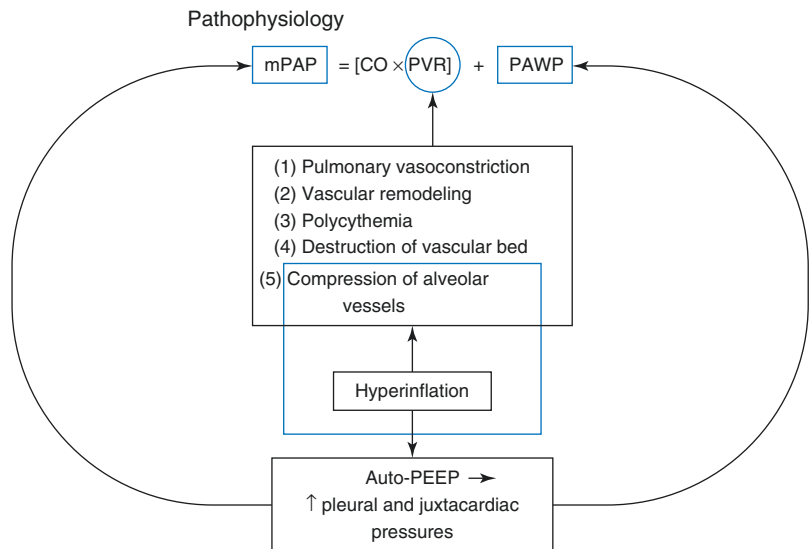 Pathophysiology
mPAP = [CO × PVR] + PAWP
(1) Pulmonary vasoconstriction
(2) Vascular remodeling
(3) Polycythemia
(4) Destruction of vascular bed
(5) Compression of alveolar
vessels
Hyperinflation
Auto-PEEP →
↑ pleural and juxtacardiac
pressures